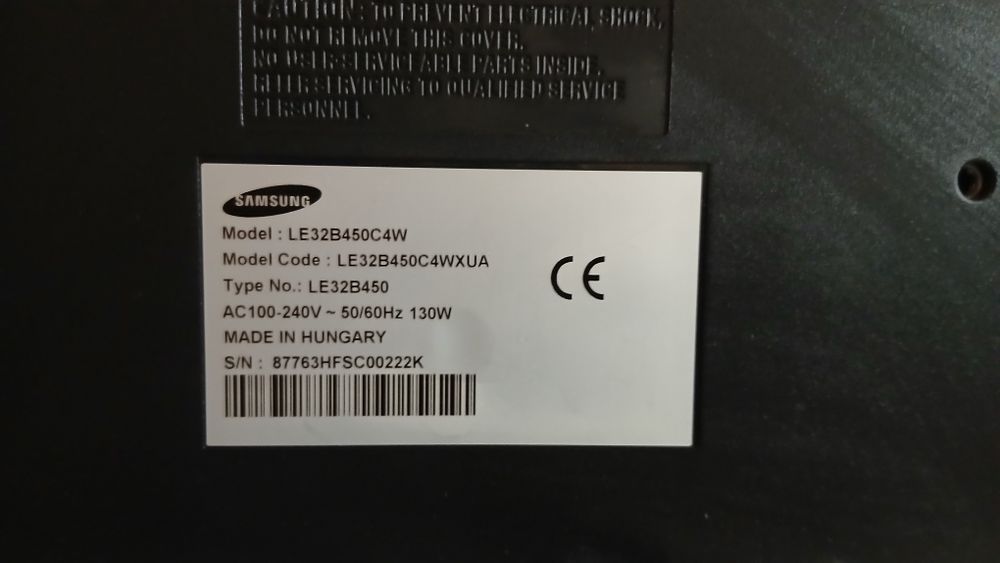 CAUTION: TO PREVENT ELECTRICAL SHOCK,
DO NOT REMOVE THIS COVER.
NO USER-SERVICEABLE PARTS INSIDE.
REFER SERVICING TO QUALIFIED SERVICE
PERSONNEL.
SAMSUNG
Model : LE32B450C4W
Model Code : LE32B450C4WXUA
Type No.: LE32B450
AC100-240V ~ 50/60Hz 130W
MADE IN HUNGARY
S/N : 87763HFSC00222K
CE